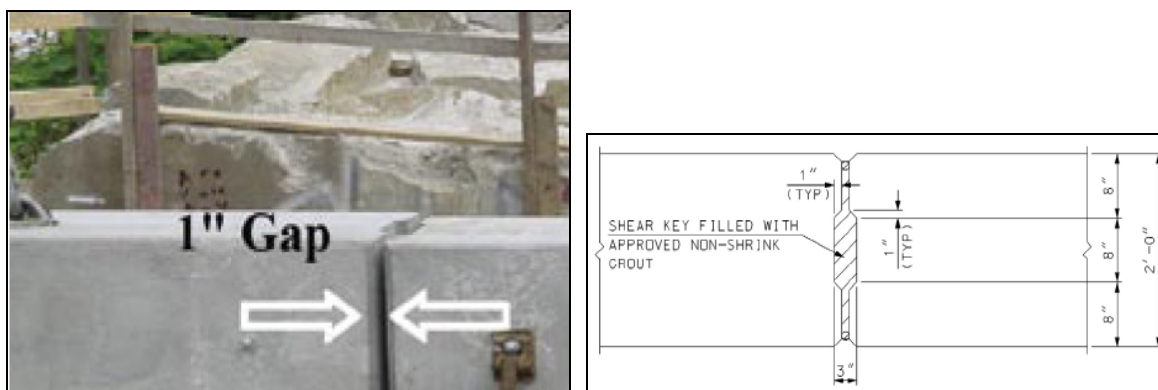 1" Gap
1"
(TYP)
SHEAR KEY FILLED WITH
APPROVED NON-SHRINK
GROUT
1"
(TYP)
8"
8"
8"
2'-0"
3"